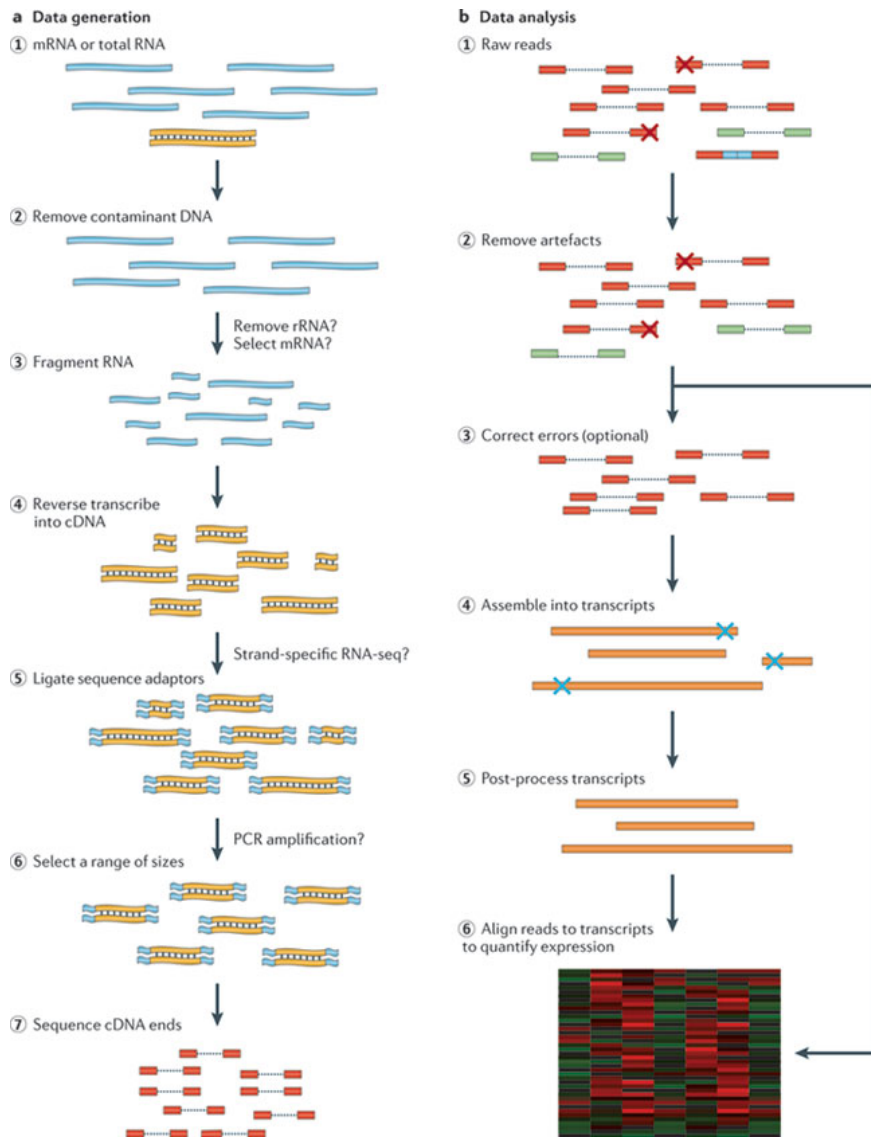 a Data generation
① mRNA or total RNA
② Remove contaminant DNA
Remove rRNA?
Select mRNA?
③ Fragment RNA
④ Reverse transcribe
into cDNA
Strand-specific RNA-seq?
⑤ Ligate sequence adaptors
PCR amplification?
⑥ Select a range of sizes
⑦ Sequence cDNA ends
b Data analysis
① Raw reads
② Remove artefacts
③ Correct errors (optional)
④ Assemble into transcripts
⑤ Post-process transcripts
⑥ Align reads to transcripts
to quantify expression